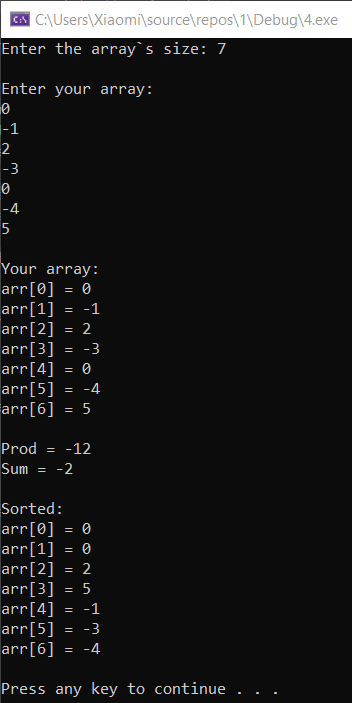 C:\Users\Xiaomi\source\repos\1\Debug\4.exe
Enter the array`s size: 7
Enter your array:
0
-1
2
-3
0
-4
5
Your array:
arr[0] = 0
arr[1] = -1
arr[2] = 2
arr[3] = -3
arr[4] = 0
arr[5] = -4
arr[6] = 5
Prod = -12
Sum = -2
Sorted:
arr[0] = 0
arr[1] = 0
arr[2] = 2
arr[3] = 5
arr[4] = -1
arr[5] = -3
arr[6] = -4
Press any key to continue . . .